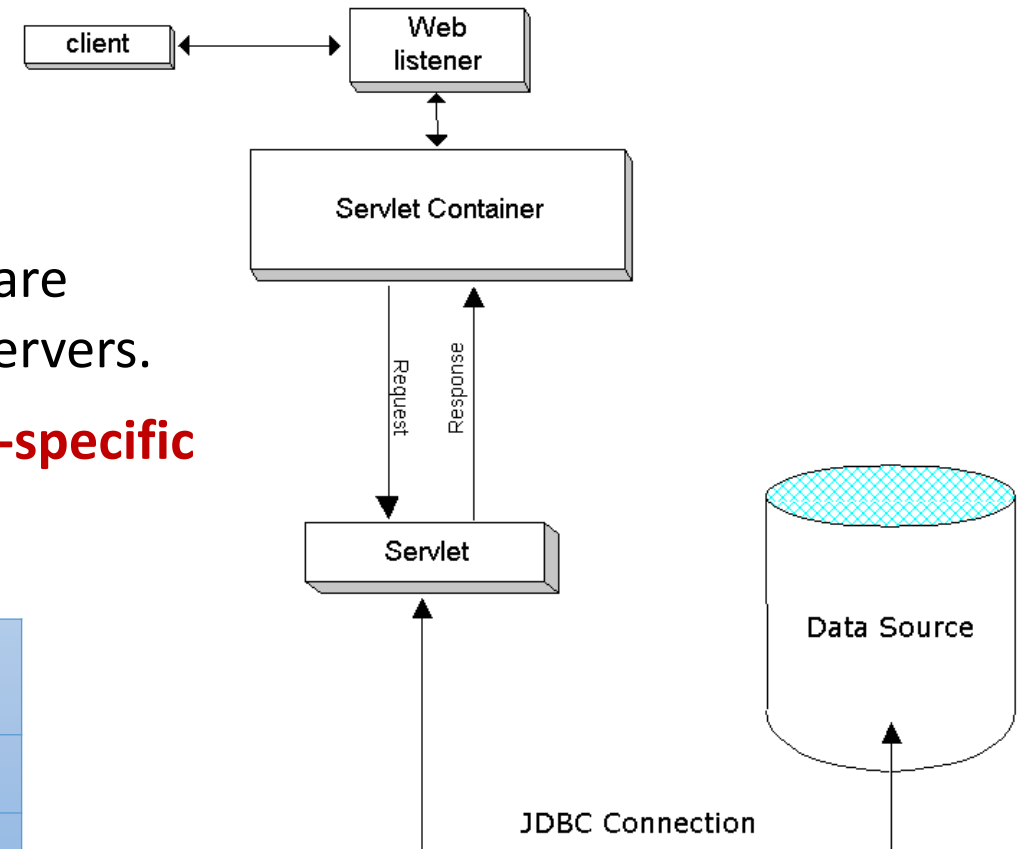 client
Web
listener
Servlet Container
are
ervers.
-specific
Request
Response
Servlet
Data Source
JDBC Connection